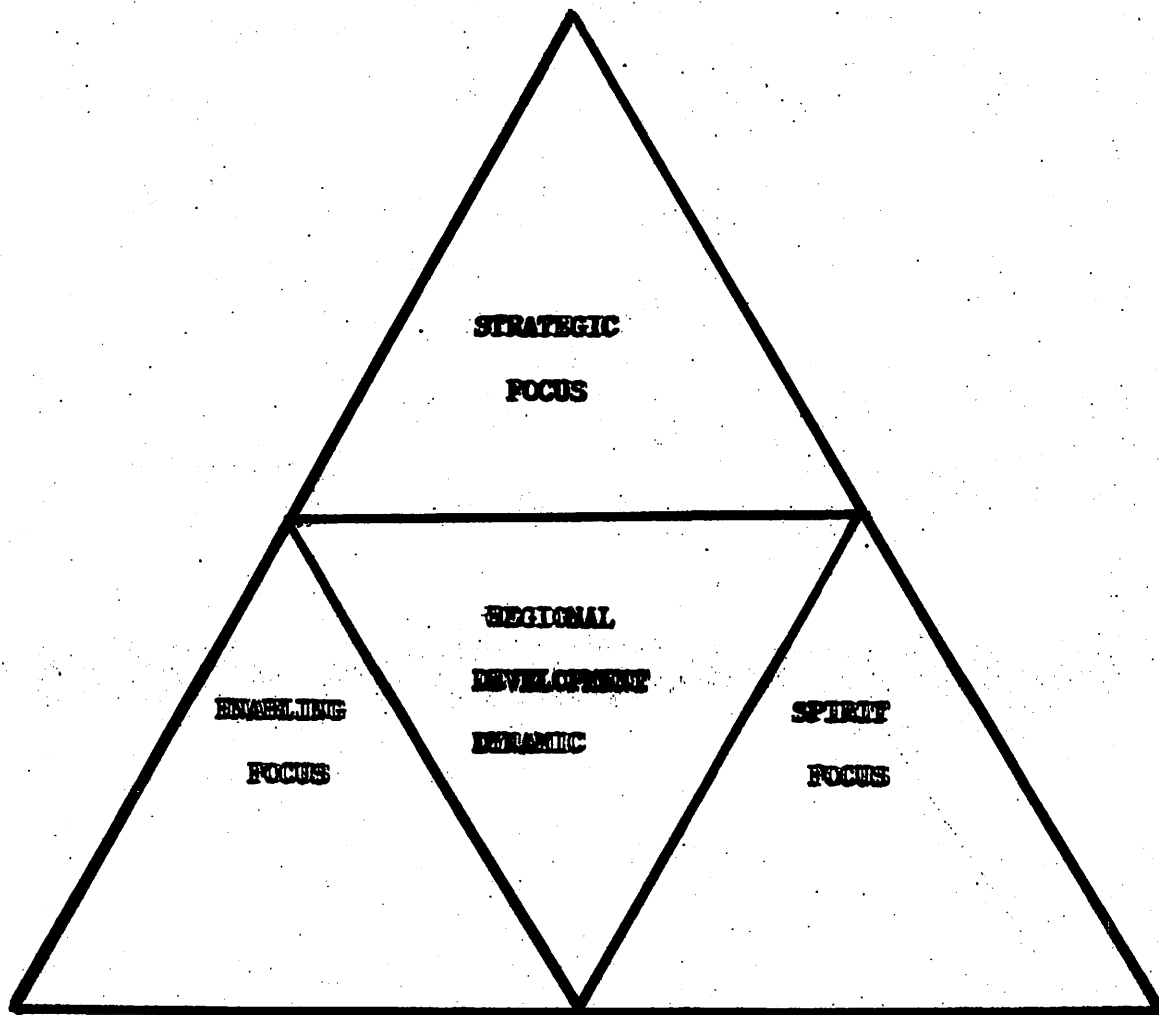 STRATEGIC
FOCUS
REGIONAL
DEVELOPMENT
DYNAMIC
ENABLING
FOCUS
SPIRIT
FOCUS